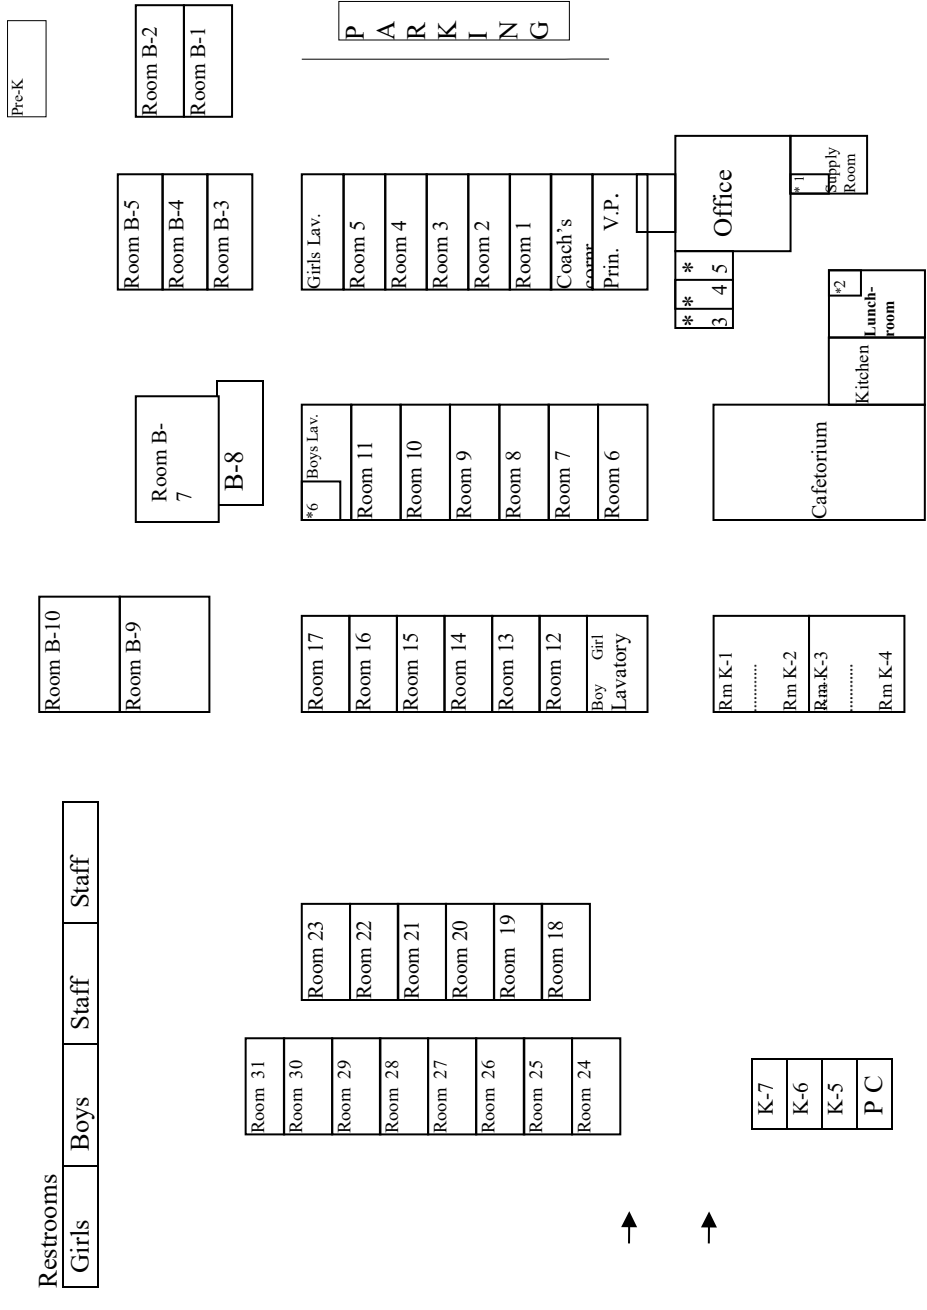 Pre-K
Room B-2
Room B-1
P A R K I N G
Room B-5
Room B-4
Room B-3
Girls Lav.
Room 5
Room 4
Room 3
Room 2
Room 1
Coach's
corner
Prin. V.P.
Office
* 1
Supply
Room
* 5
* 4
* 3
*2
Lunch-
room
Kitchen
Cafetorium
Room B-
7
B-8
Boys Lav.
*6
Room 11
Room 10
Room 9
Room 8
Room 7
Room 6
Room B-10
Room B-9
Room 17
Room 16
Room 15
Room 14
Room 13
Room 12
Boy Girl
Lavatory
Rm K-1
............
Rm K-2
Rm K-3
............
Rm K-4
Restrooms
Girls
Boys
Staff
Staff
Room 23
Room 22
Room 21
Room 20
Room 19
Room 18
Room 31
Room 30
Room 29
Room 28
Room 27
Room 26
Room 25
Room 24
K-7
K-6
K-5
P C